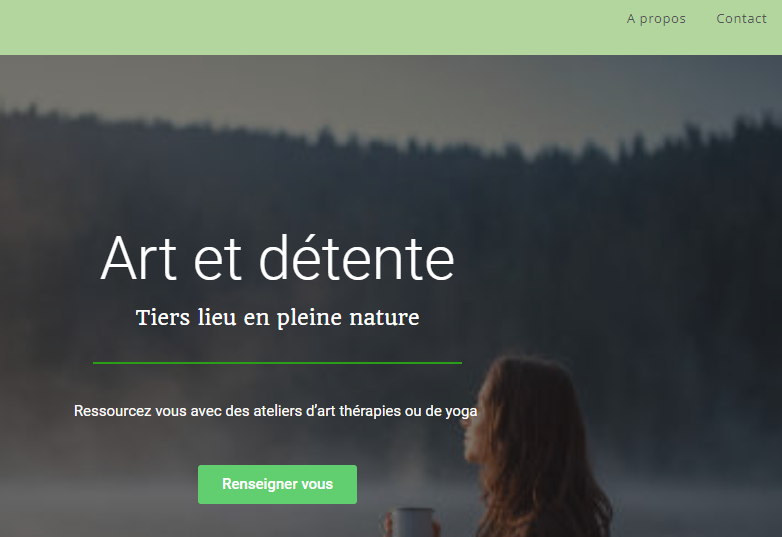 A propos Contact
Art et détente
Tiers lieu en pleine nature
Ressourcez vous avec des ateliers d'art thérapies ou de yoga
Renseigner vous